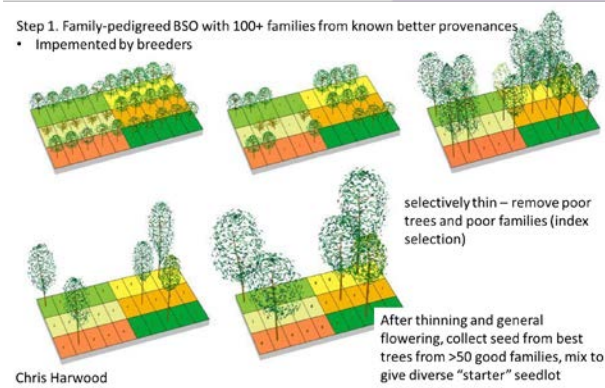 Step 1. Family-pedigreed BSO with 100+ families from known better provenances
• Impemented by breeders
selectively thin – remove poor
trees and poor families (index
selection)
After thinning and general
flowering, collect seed from best
trees from >50 good families, mix to
give diverse "starter" seedlot
Chris Harwood